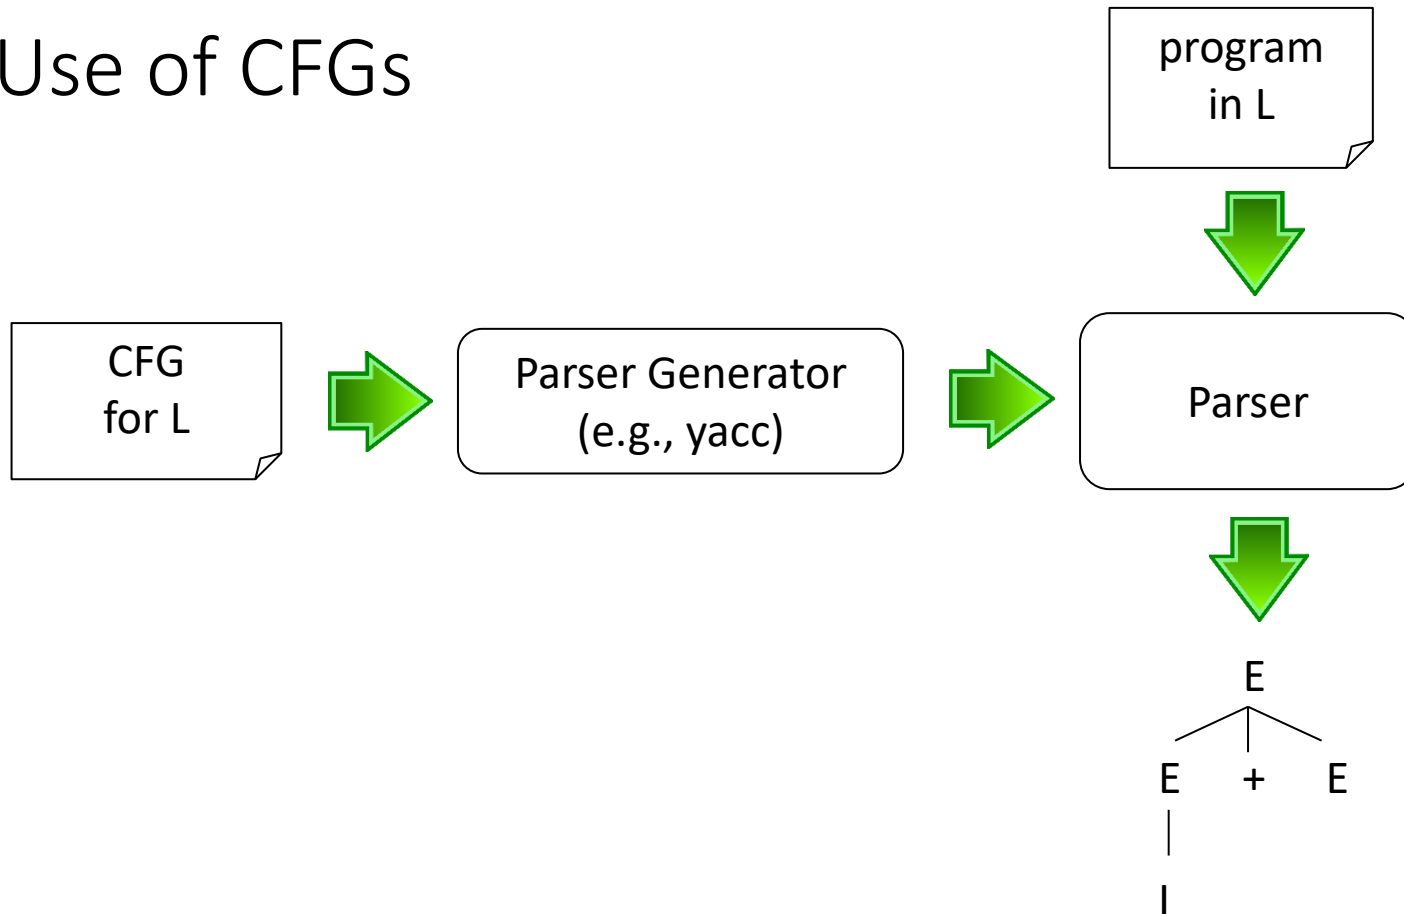 Use of CFGs
program
in L
CFG
for L
Parser Generator
(e.g., yacc)
Parser
E
E + E
I